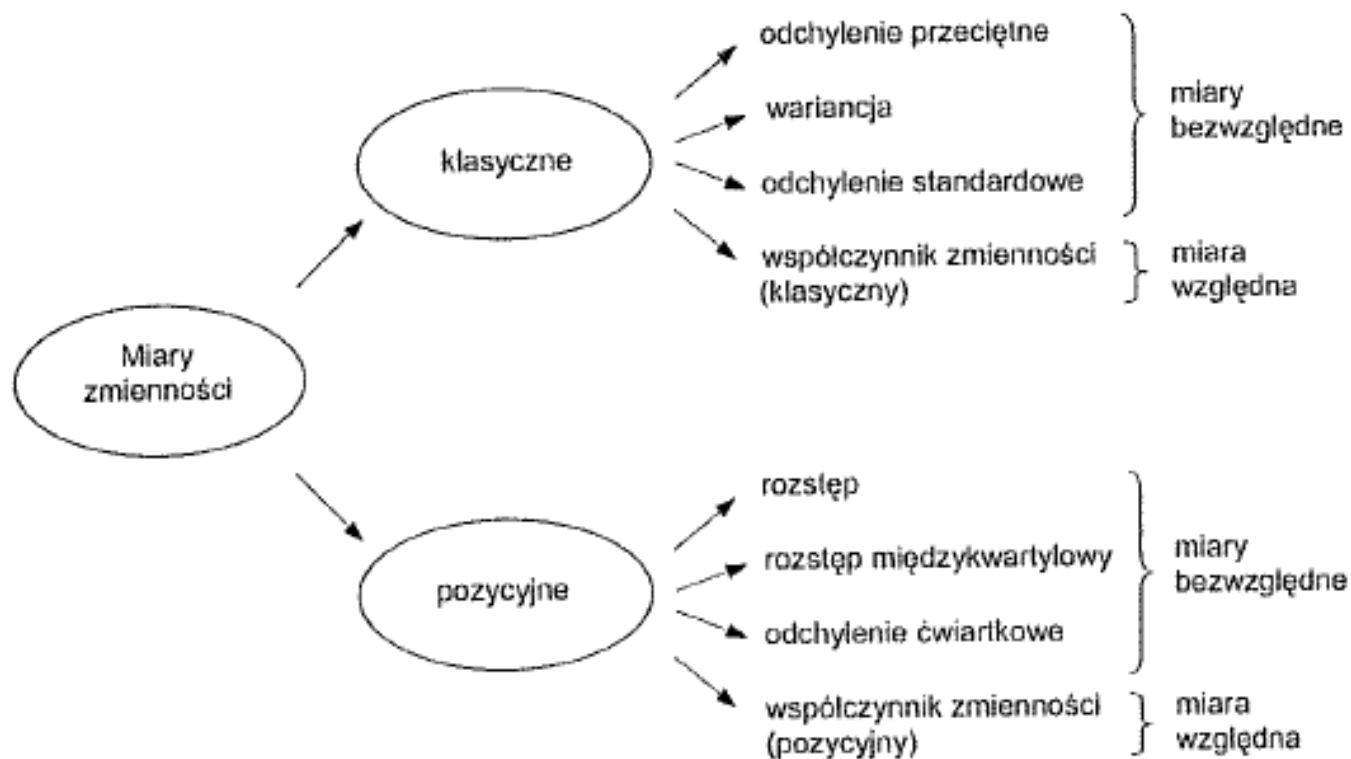 Miary
zmienności
klasyczne
odchylenie przeciętne
wariancja
odchylenie standardowe
miary
bezwzględne
współczynnik zmienności
(klasyczny)
miara
względna
pozycyjne
rozstęp
rozstęp międzykwartylowy
odchylenie ćwiartkowe
miary
bezwzględne
współczynnik zmienności
(pozycyjny)
miara
względna